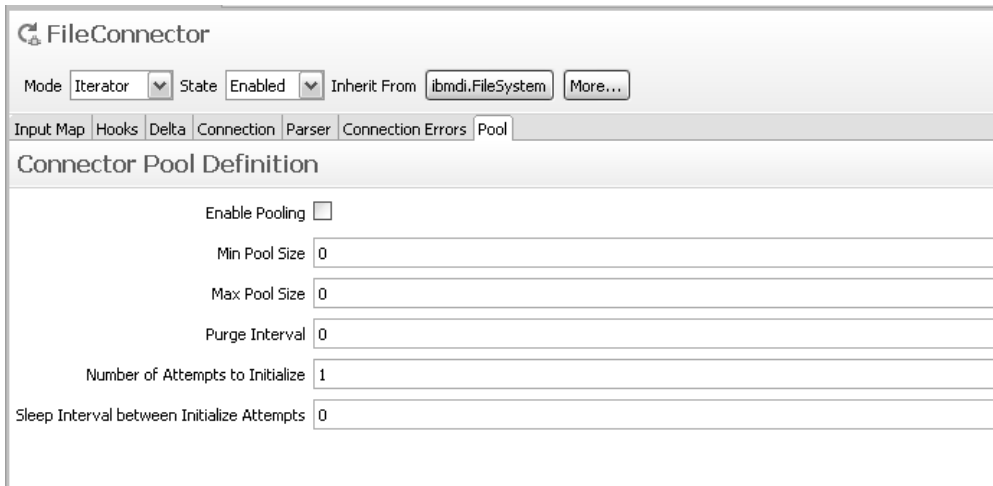 FileConnector
Mode Iterator State Enabled Inherit From ibmdi.FileSystem More...
Input Map Hooks Delta Connection Parser Connection Errors Pool
Connector Pool Definition
Enable Pooling
Min Pool Size 0
Max Pool Size 0
Purge Interval 0
Number of Attempts to Initialize 1
Sleep Interval between Initialize Attempts 0